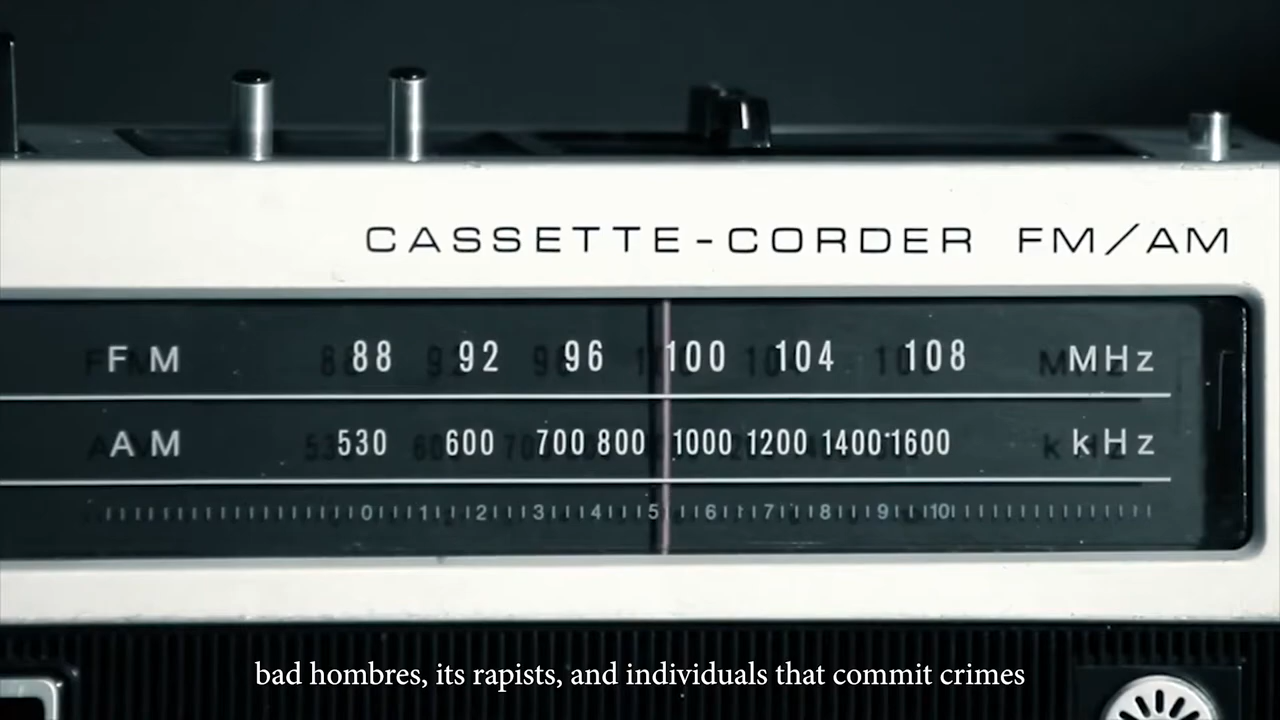 CASSETTE-CORDER FM/AM
FM 88 92 96 100 104 108 MHz
AM 530 600 700 800 1000 1200 1400 1600 kHz
0 1 2 3 4 5 6 7 8 9 10
bad hombres, its rapists, and individuals that commit crimes